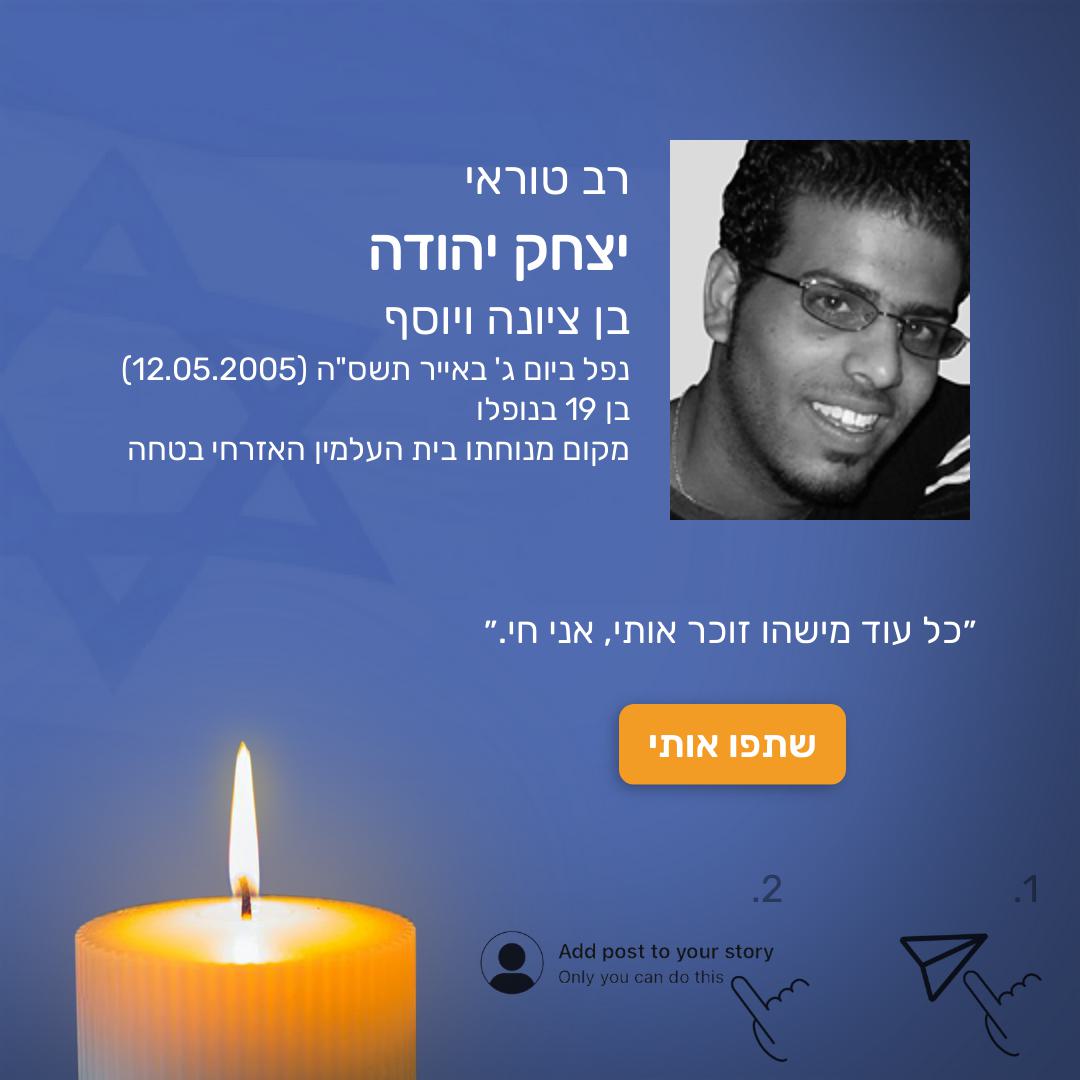 רב טוראי
יצחק יהודה
בן ציונה ויוסף
נפל ביום ג' באייר תשס"ה (12.05.2005)
בן 19 בנופלו
מקום מנוחתו בית העלמין האזרחי בטחה
״כל עוד מישהו זוכר אותי, אני חי.״
שתפו אותי
1.
2.
Add post to your story
Only you can do this